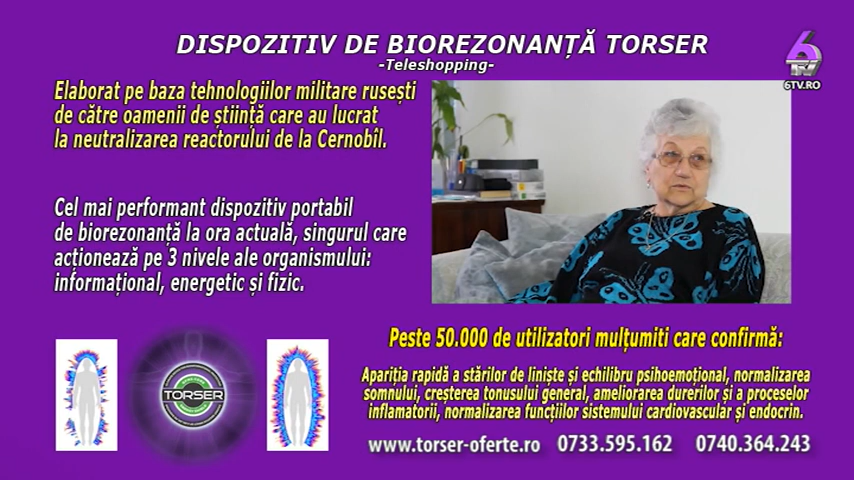 DISPOZITIV DE BIOREZONANȚĂ TORSER
-Teleshopping-
6
TV
6TV.RO
Elaborat pe baza tehnologiilor militare rusești
de către oamenii de știință care au lucrat
la neutralizarea reactorului de la Cernobîl.
Cel mai performant dispozitiv portabil
de biorezonanță la ora actuală, singurul care
acționează pe 3 nivele ale organismului:
informațional, energetic și fizic.
Peste 50.000 de utilizatori mulțumiti care confirmă:
Apariția rapidă a stărilor de liniște și echilibru psihoemoțional, normalizarea
somnului, creșterea tonusului general, ameliorarea durerilor și a proceselor
inflamatorii, normalizarea funcțiilor sistemului cardiovascular și endocrin.
TORSER
www.torser-oferte.ro 0733.595.162 0740.364.243